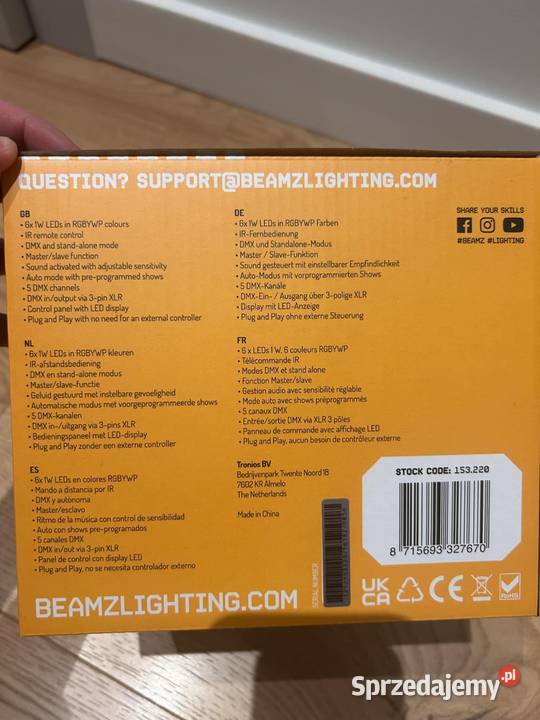 QUESTION? SUPPORT@BEAMZLIGHTING.COM
GB
• 6x 1W LEDs in RGBYWP colours
• IR remote control
• DMX and stand-alone mode
• Master/slave function
• Sound activated with adjustable sensitivity
• Auto mode with pre-programmed shows
• 5 DMX channels
• DMX in/output via 3-pin XLR
• Control panel with LED display
• Plug and Play with no need for an external controller
NL
• 6x 1W LEDs in RGBYWP kleuren
• IR-afstandsbediening
• DMX en stand-alone modus
• Master/slave-functie
• Geluid gestuurd met instelbare gevoeligheid
• Automatische modus met voorgeprogrammeerde shows
• 5 DMX-kanalen
• DMX in-/uitgang via 3-pins XLR
• Bedieningspaneel met LED-display
• Plug and Play zonder een externe controller
ES
• 6x 1W LEDs en colores RGBYWP
• Mando a distancia por IR
• DMX y autónoma
• Master/esclavo
• Ritmo de la música con control de sensibilidad
• Auto con shows pre-programados
• 5 canales DMX
• DMX in/out via 3-pin XLR
• Panel de control con display LED
• Plug and Play, no se necesita controlador externo
DE
• 6x 1W LEDs in RGBYWP Farben
• IR-Fernbedienung
• DMX und Standalone-Modus
• Master / Slave-Funktion
• Sound gesteuert mit einstellbarer Empfindlichkeit
• Auto-Modus mit vorprogrammierten Shows
• 5 DMX-Kanäle
• DMX-Ein- / Ausgang über 3-polige XLR
• Display mit LED-Anzeige
• Plug and Play ohne externe Steuerung
FR
• 6 x LEDs 1 W, 6 couleurs RGBYWP
• Télécommande IR
• Modes DMX et stand alone
• Fonction Master/slave
• Gestion audio avec sensibilité réglable
• Mode auto avec shows préprogrammés
• 5 canaux DMX
• Entrée/sortie DMX via XLR 3 pôles
• Panneau de commande avec affichage LED
• Plug and Play, aucun besoin de contrôleur externe
Tronios BV
Bedrijvenpark Twente Noord 18
7602 KR Almelo
The Netherlands
Made in China
SHARE YOUR SKILLS
#BEAMZ #LIGHTING
STOCK CODE: 153.220
8 715693 327670
SERIAL NUMBER
BEAMZLIGHTING.COM
UK
CA
CE
RoHS
Sprzedajemy.pl